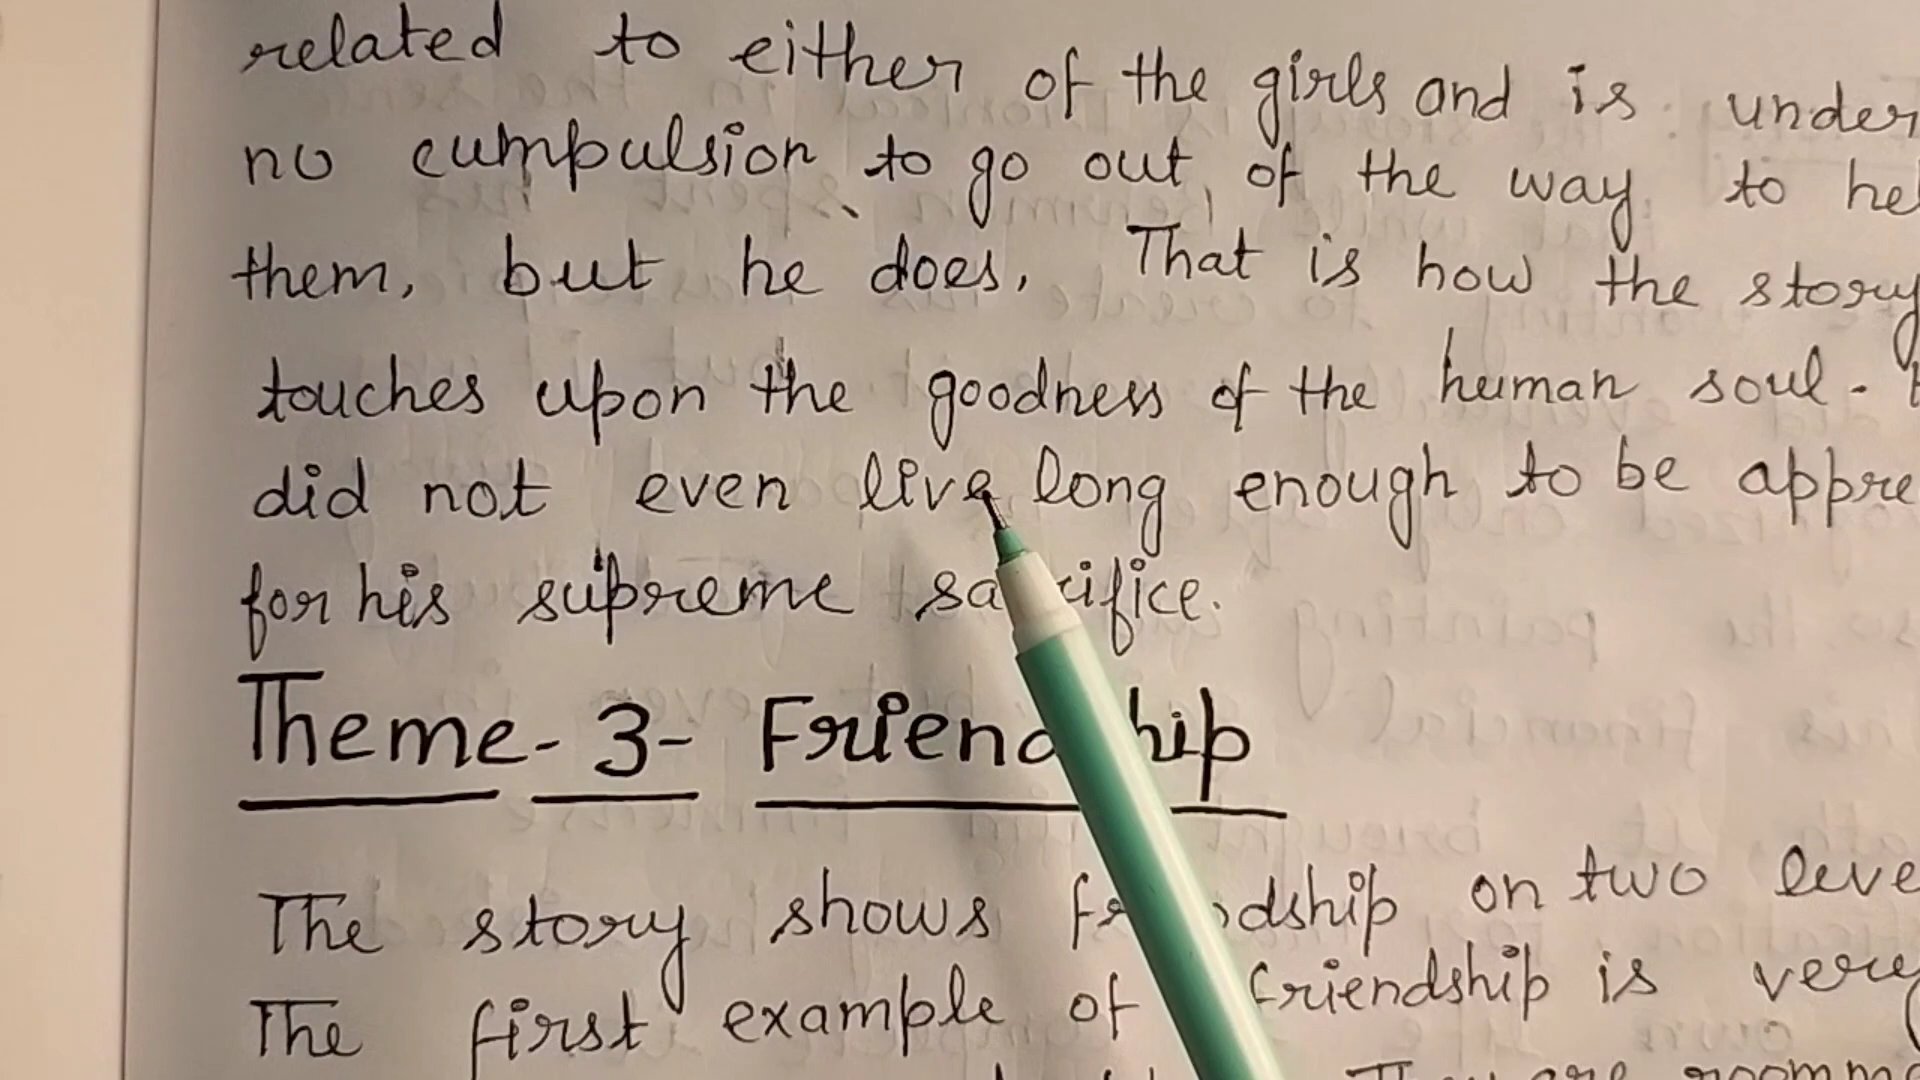 related to either of the girls and is under
no cumpulsion to go out of the way to
them, but he does. That is how the story
touches upon the goodness of the human soul.
did not even live long enough to be
for his supreme sacrifice.
Theme-3- Friendship
The story shows friendship on two
The first example of friendship is very